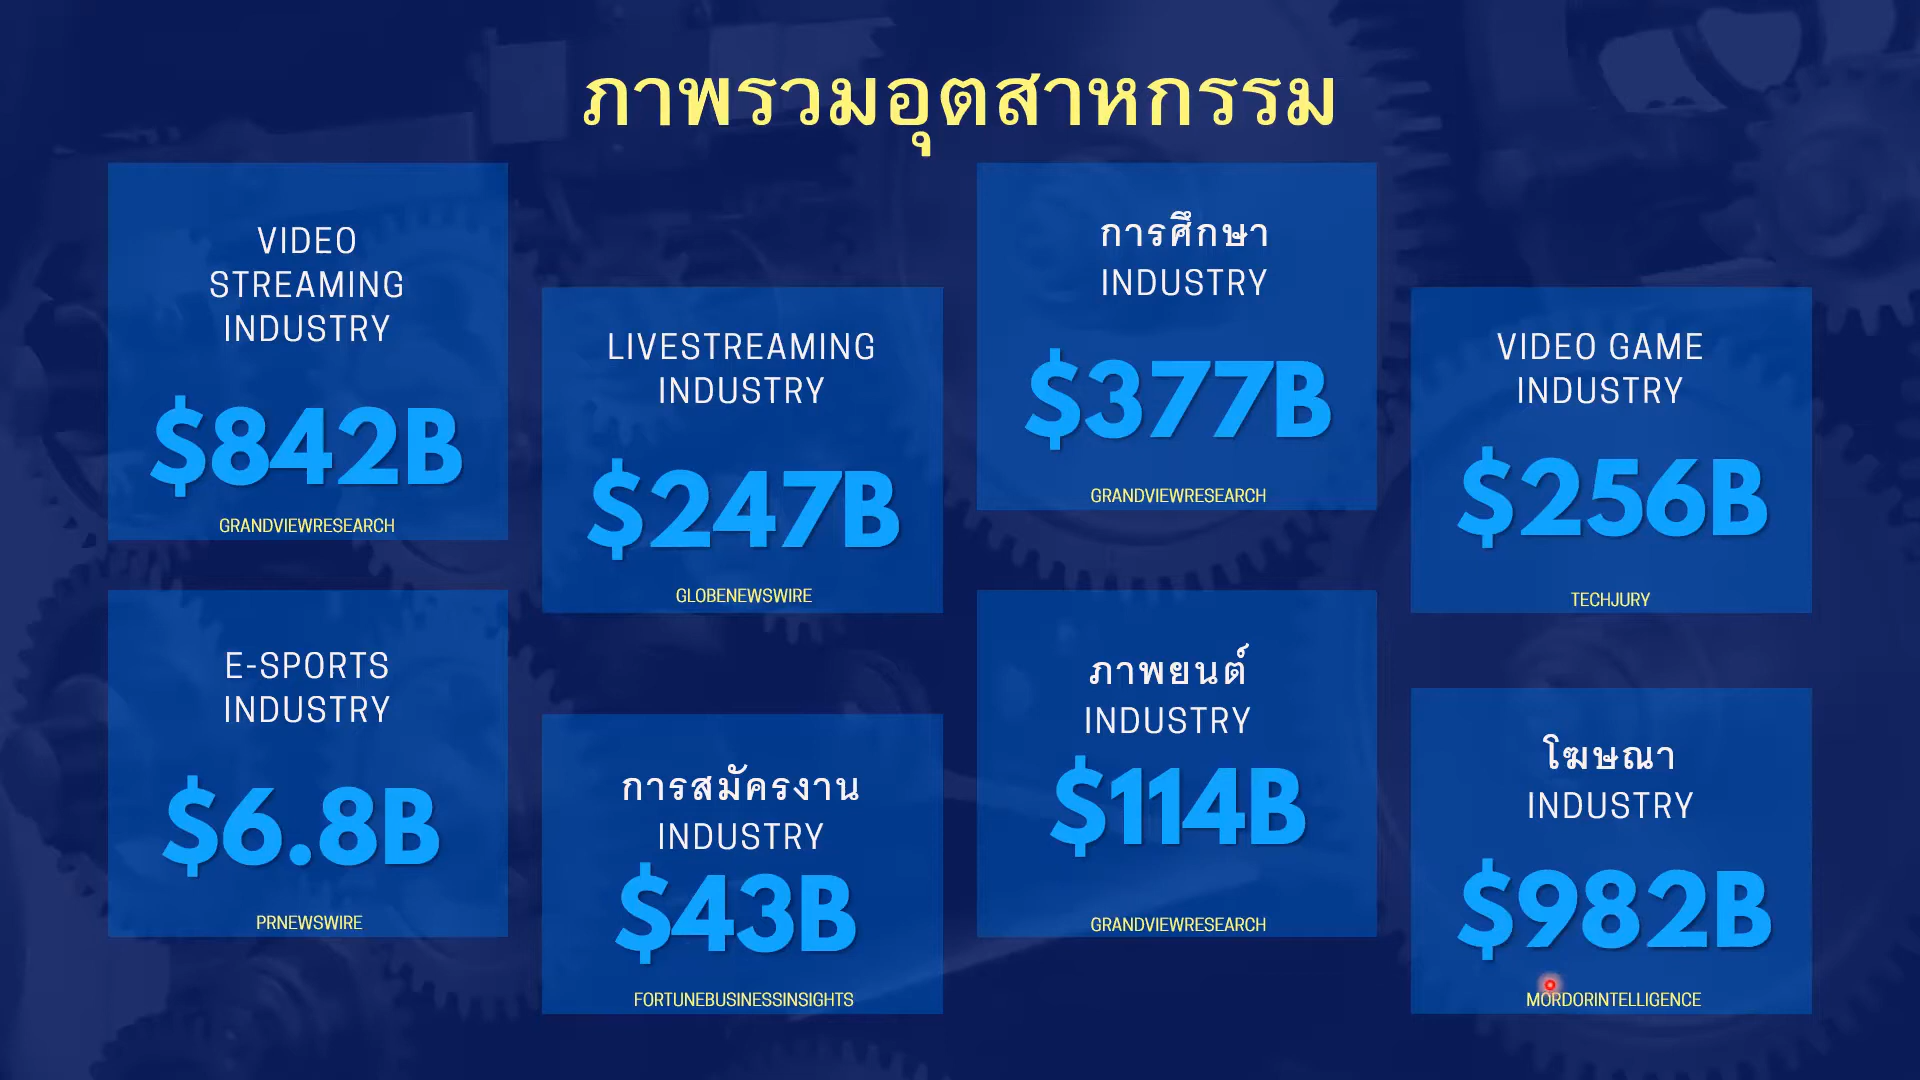 ภาพรวมอุตสาหกรรม
VIDEO
STREAMING
INDUSTRY
$842B
GRANDVIEWRESEARCH
LIVESTREAMING
INDUSTRY
$247B
GLOBENEWSWIRE
การศึกษา
INDUSTRY
$377B
GRANDVIEWRESEARCH
VIDEO GAME
INDUSTRY
$256B
TECHJURY
E-SPORTS
INDUSTRY
$6.8B
PRNEWSWIRE
การสมัครงาน
INDUSTRY
$43B
FORTUNEBUSINESSINSIGHTS
ภาพยนต์
INDUSTRY
$114B
GRANDVIEWRESEARCH
โฆษณา
INDUSTRY
$982B
MORDORINTELLIGENCE